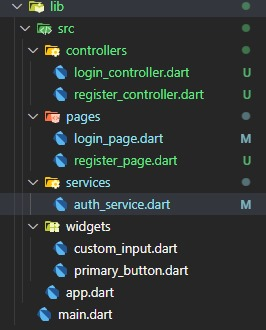 lib
src
controllers
login_controller.dart U
register_controller.dart U
pages
login_page.dart M
register_page.dart U
services
auth_service.dart M
widgets
custom_input.dart
primary_button.dart
app.dart
main.dart